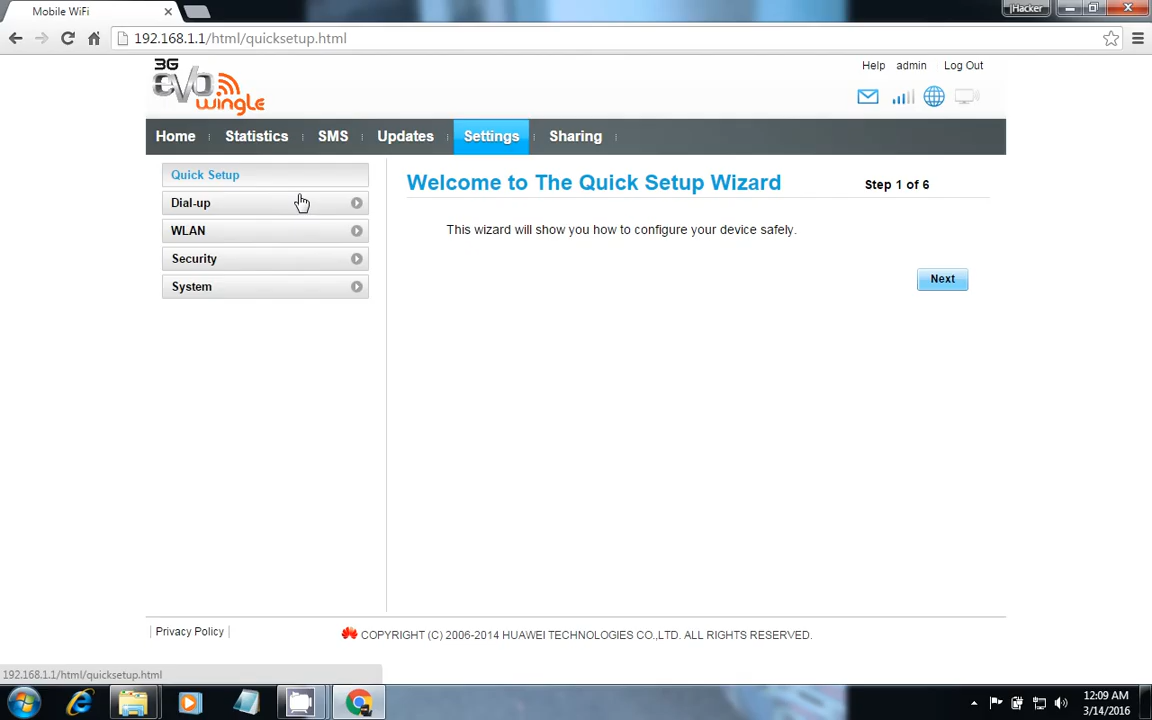 Mobile WiFi
jHacker
192.168.1.1/html/quicksetup.html
3G
evo
wingle
Help admin Log Out
Home Statistics SMS Updates Settings Sharing
Quick Setup
Dial-up
WLAN
Security
System
Welcome to The Quick Setup Wizard
Step 1 of 6
This wizard will show you how to configure your device safely.
Next
Privacy Policy
COPYRIGHT (C) 2006-2014 HUAWEI TECHNOLOGIES CO.,LTD. ALL RIGHTS RESERVED.
192.168.1.1/html/quicksetup.html
12:09 AM
3/14/2016